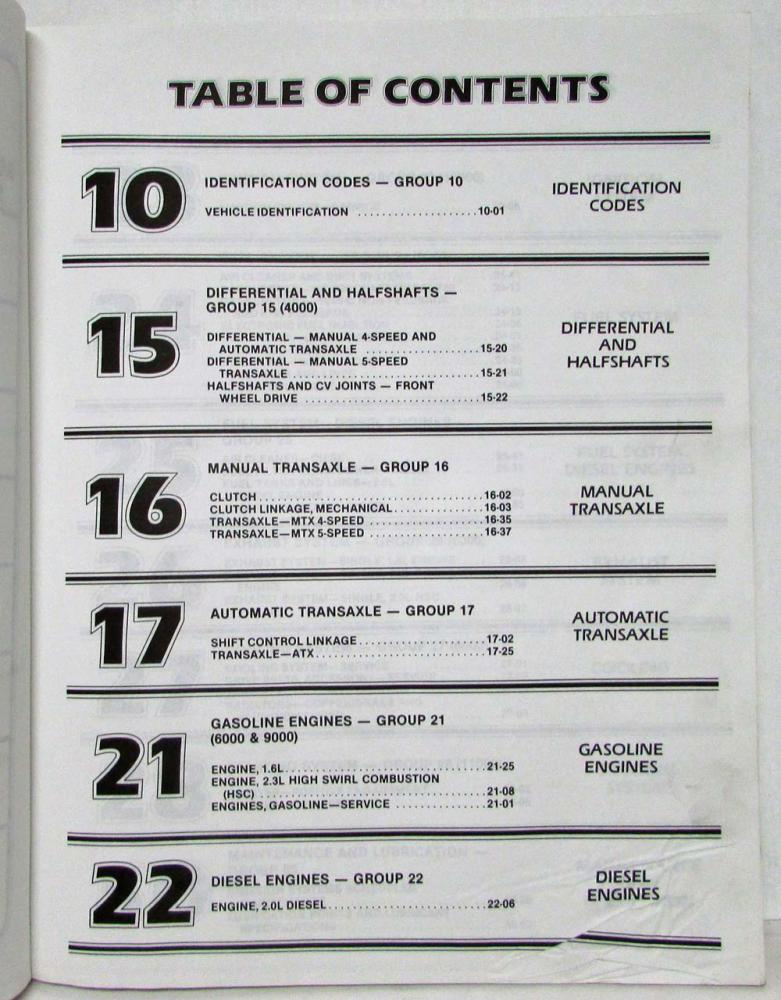 TABLE OF CONTENTS
10
IDENTIFICATION CODES — GROUP 10
VEHICLE IDENTIFICATION ....................10-01
IDENTIFICATION
CODES
15
DIFFERENTIAL AND HALFSHAFTS —
GROUP 15 (4000)
DIFFERENTIAL — MANUAL 4-SPEED AND
AUTOMATIC TRANSAXLE ....................15-20
DIFFERENTIAL — MANUAL 5-SPEED
TRANSAXLE ................................15-21
HALFSHAFTS AND CV JOINTS — FRONT
WHEEL DRIVE ..............................15-22
DIFFERENTIAL
AND
HALFSHAFTS
16
MANUAL TRANSAXLE — GROUP 16
CLUTCH......................................16-02
CLUTCH LINKAGE, MECHANICAL...............16-03
TRANSAXLE—MTX 4-SPEED ....................16-35
TRANSAXLE—MTX 5-SPEED ....................16-37
MANUAL
TRANSAXLE
17
AUTOMATIC TRANSAXLE — GROUP 17
SHIFT CONTROL LINKAGE.....................17-02
TRANSAXLE—ATX.............................17-25
AUTOMATIC
TRANSAXLE
21
GASOLINE ENGINES — GROUP 21
(6000 & 9000)
ENGINE, 1.6L..................................21-25
ENGINE, 2.3L HIGH SWIRL COMBUSTION
(HSC) ......................................21-08
ENGINES, GASOLINE—SERVICE ...............21-01
GASOLINE
ENGINES
22
DIESEL ENGINES — GROUP 22
ENGINE, 2.0L DIESEL..........................22-06
DIESEL
ENGINES